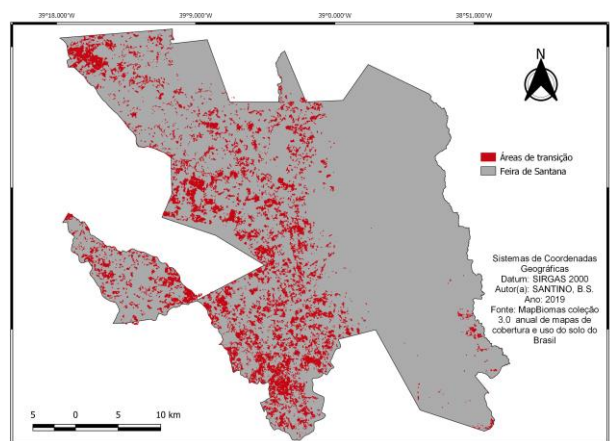 39°18.000'W 39°9.000'W 39°0.000'W 38°51.000'W
N
Áreas de transição
Feira de Santana
Sistemas de Coordenadas
Geográficas
Datum: SIRGAS 2000
Autor(a): SANTINO, B.S.
Ano: 2019
Fonte: MapBiomas coleção
3.0 anual de mapas de
cobertura e uso do solo do
Brasil
5 0 5 10 km